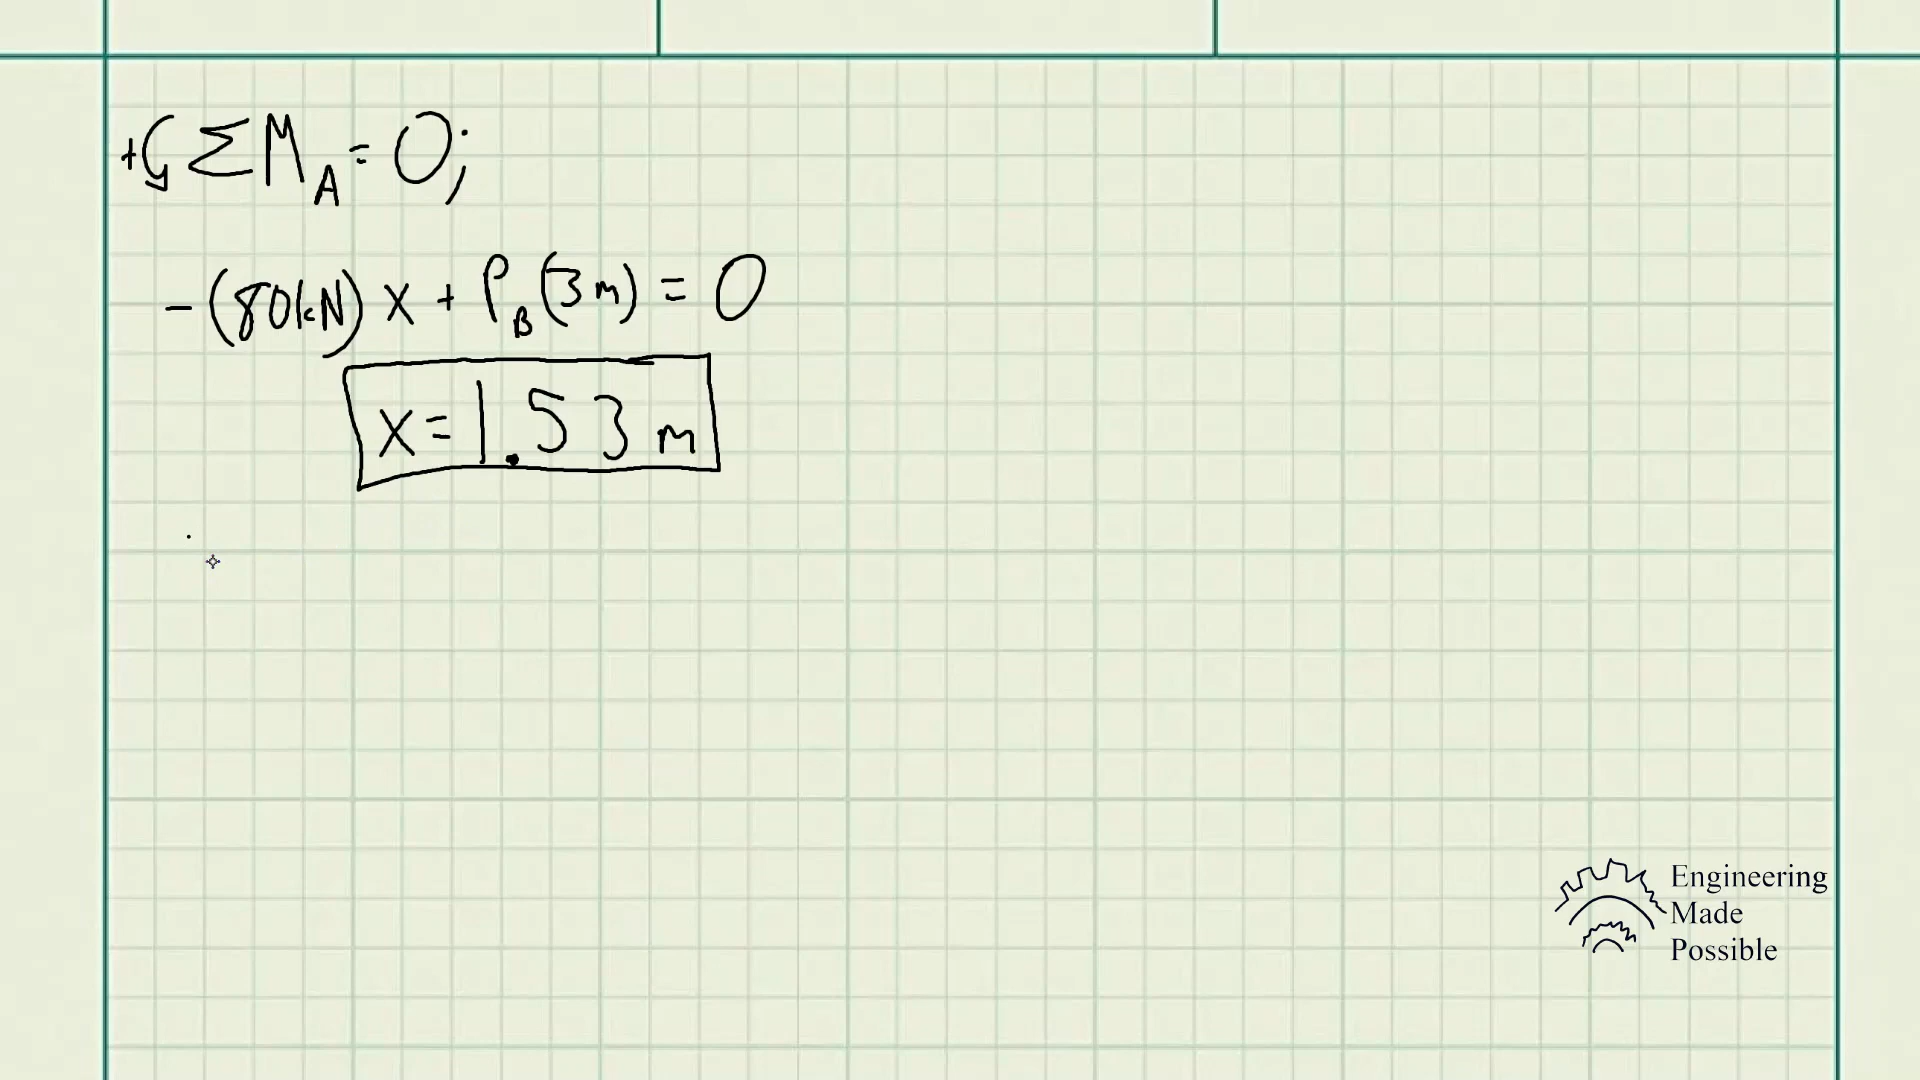 +↺ ΣM_A = 0;
- (80kN) x + P_B (3m) = 0
x = 1.53 m
Engineering
Made
Possible